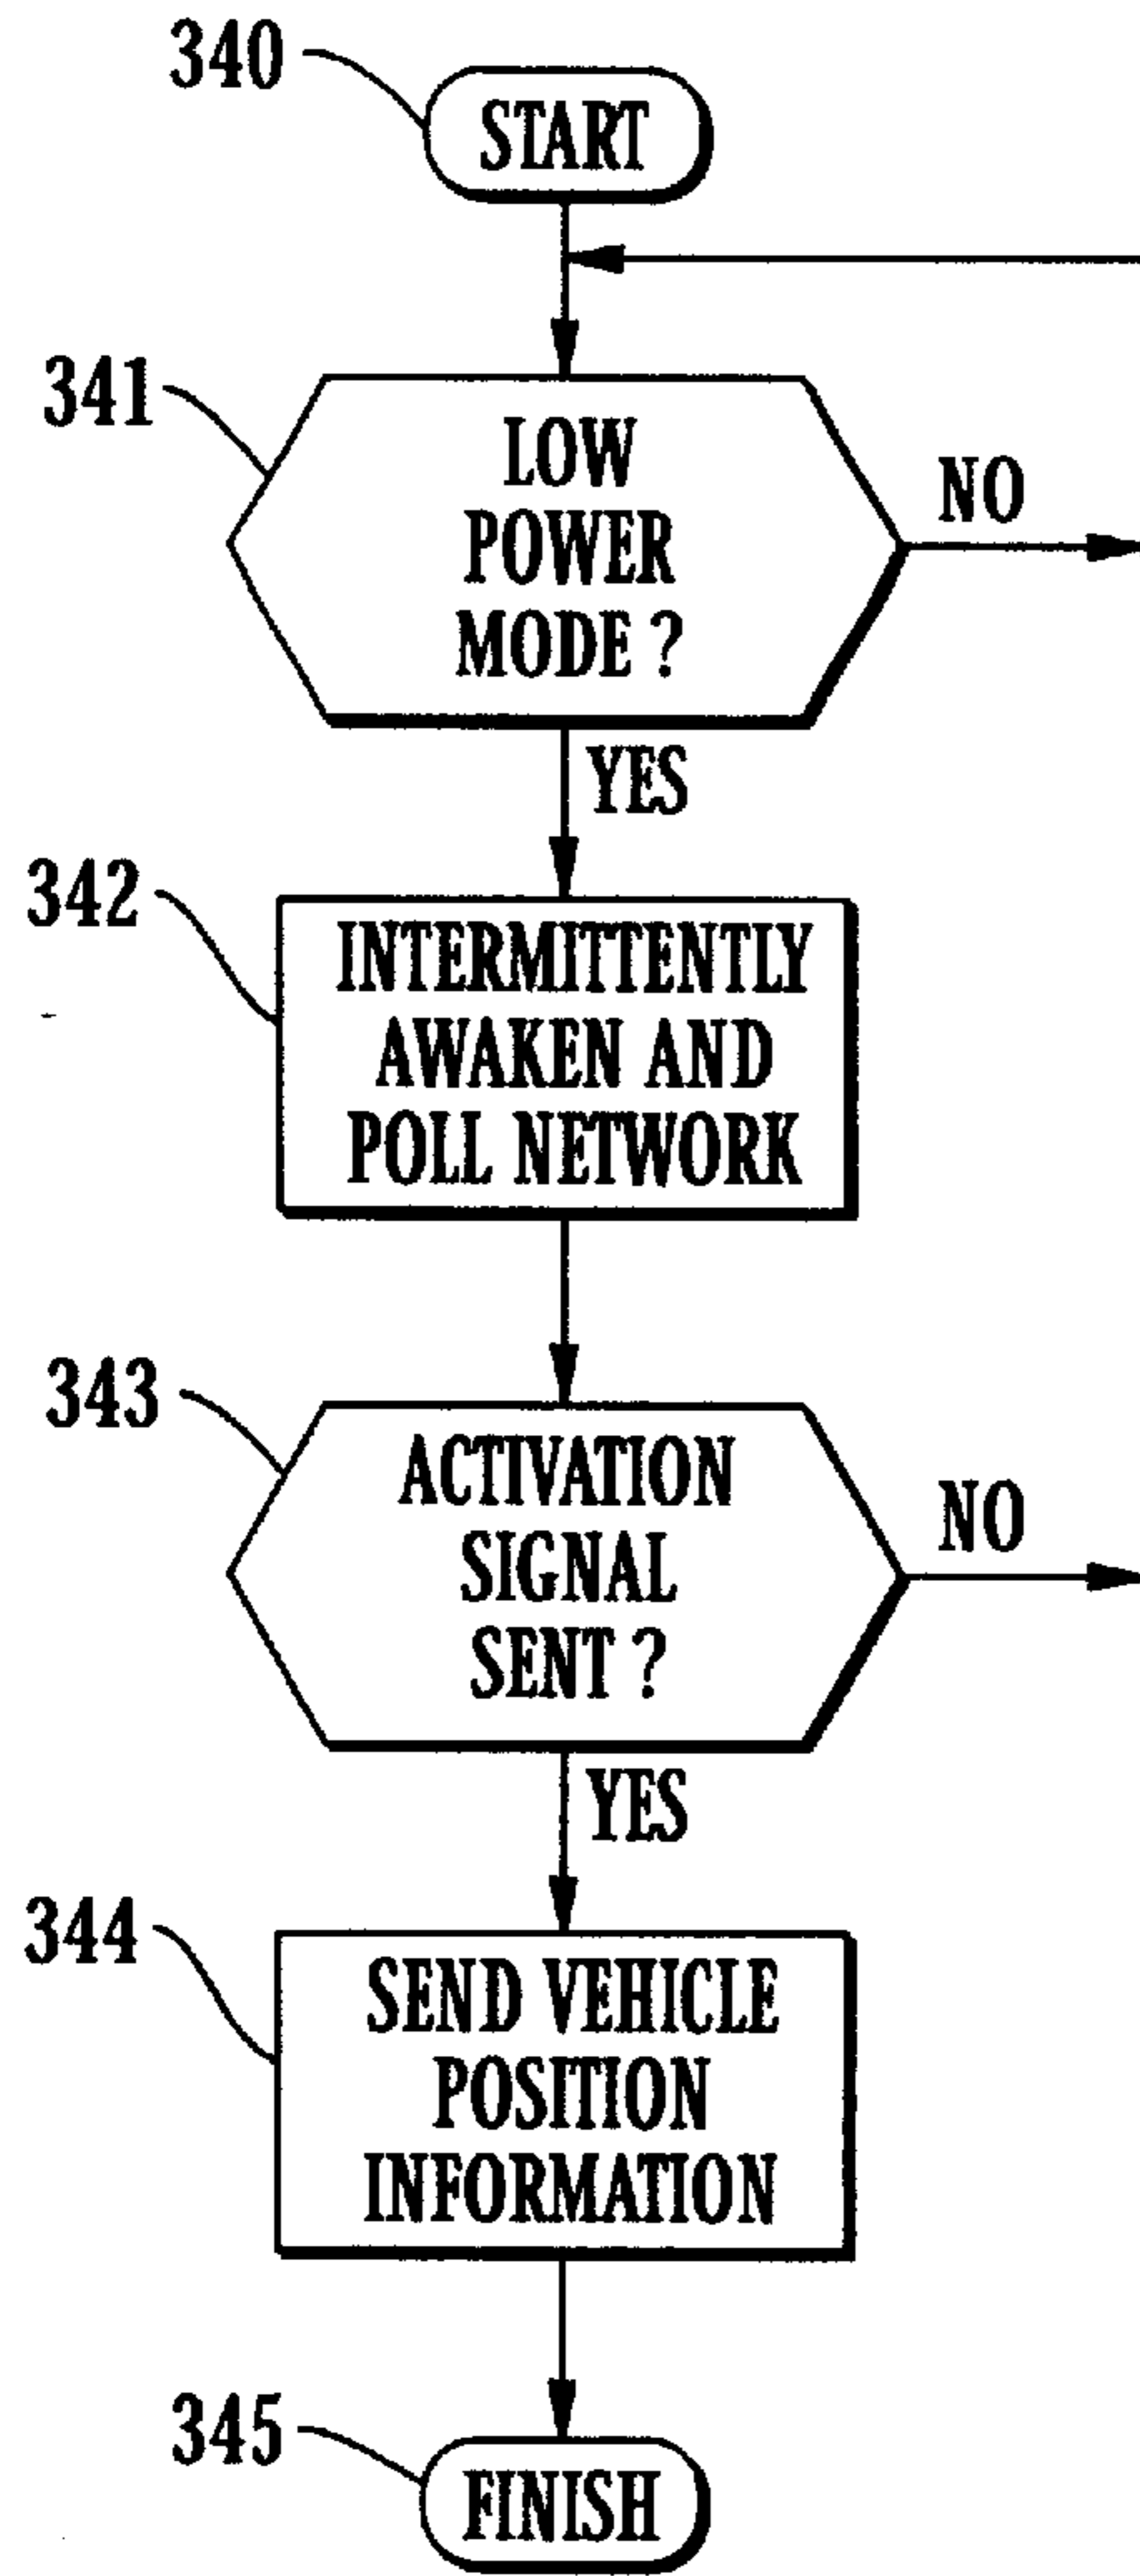 340
START
341
LOW
POWER
MODE ?
NO
YES
342
INTERMITTENTLY
AWAKEN AND
POLL NETWORK
343
ACTIVATION
SIGNAL
SENT ?
NO
YES
344
SEND VEHICLE
POSITION
INFORMATION
345
FINISH